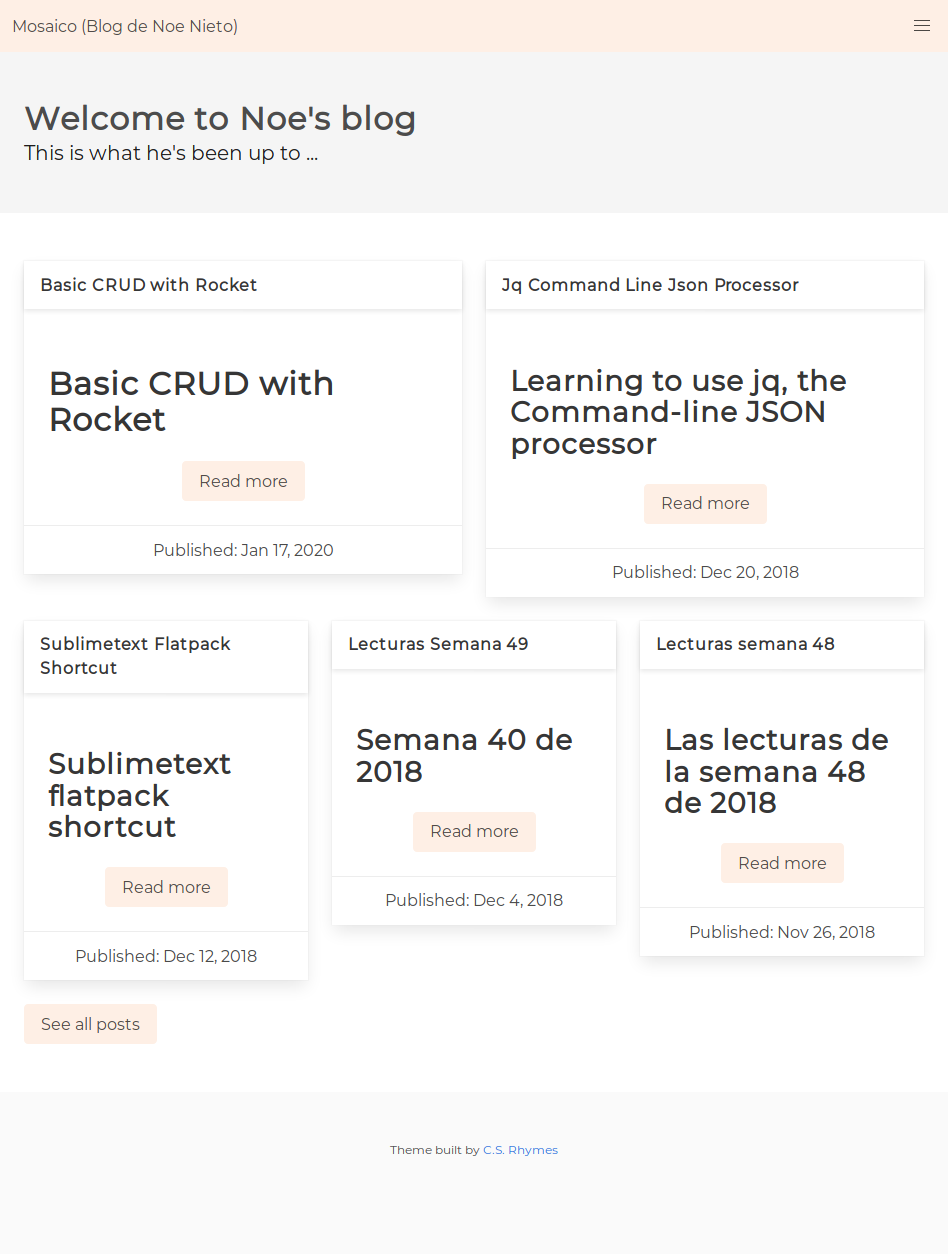 Mosaico (Blog de Noe Nieto)
Welcome to Noe's blog
This is what he's been up to ...
Basic CRUD with Rocket
Basic CRUD with
Rocket
Read more
Published: Jan 17, 2020
Jq Command Line Json Processor
Learning to use jq, the
Command-line JSON
processor
Read more
Published: Dec 20, 2018
Sublimetext Flatpack
Shortcut
Sublimetext
flatpack
shortcut
Read more
Published: Dec 12, 2018
Lecturas Semana 49
Semana 40 de
2018
Read more
Published: Dec 4, 2018
Lecturas semana 48
Las lecturas de
la semana 48
de 2018
Read more
Published: Nov 26, 2018
See all posts
Theme built by C.S. Rhymes